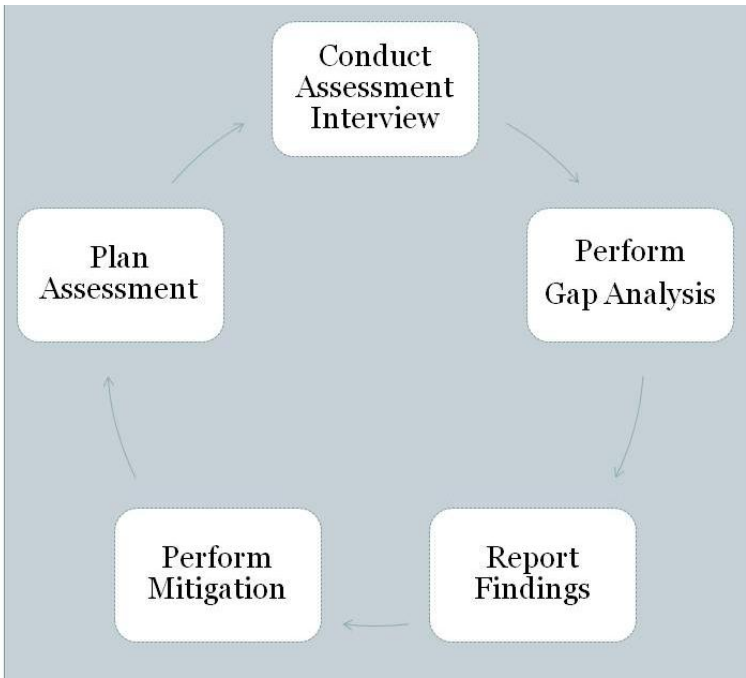 Conduct
Assessment
Interview
Perform
Gap Analysis
Report
Findings
Perform
Mitigation
Plan
Assessment